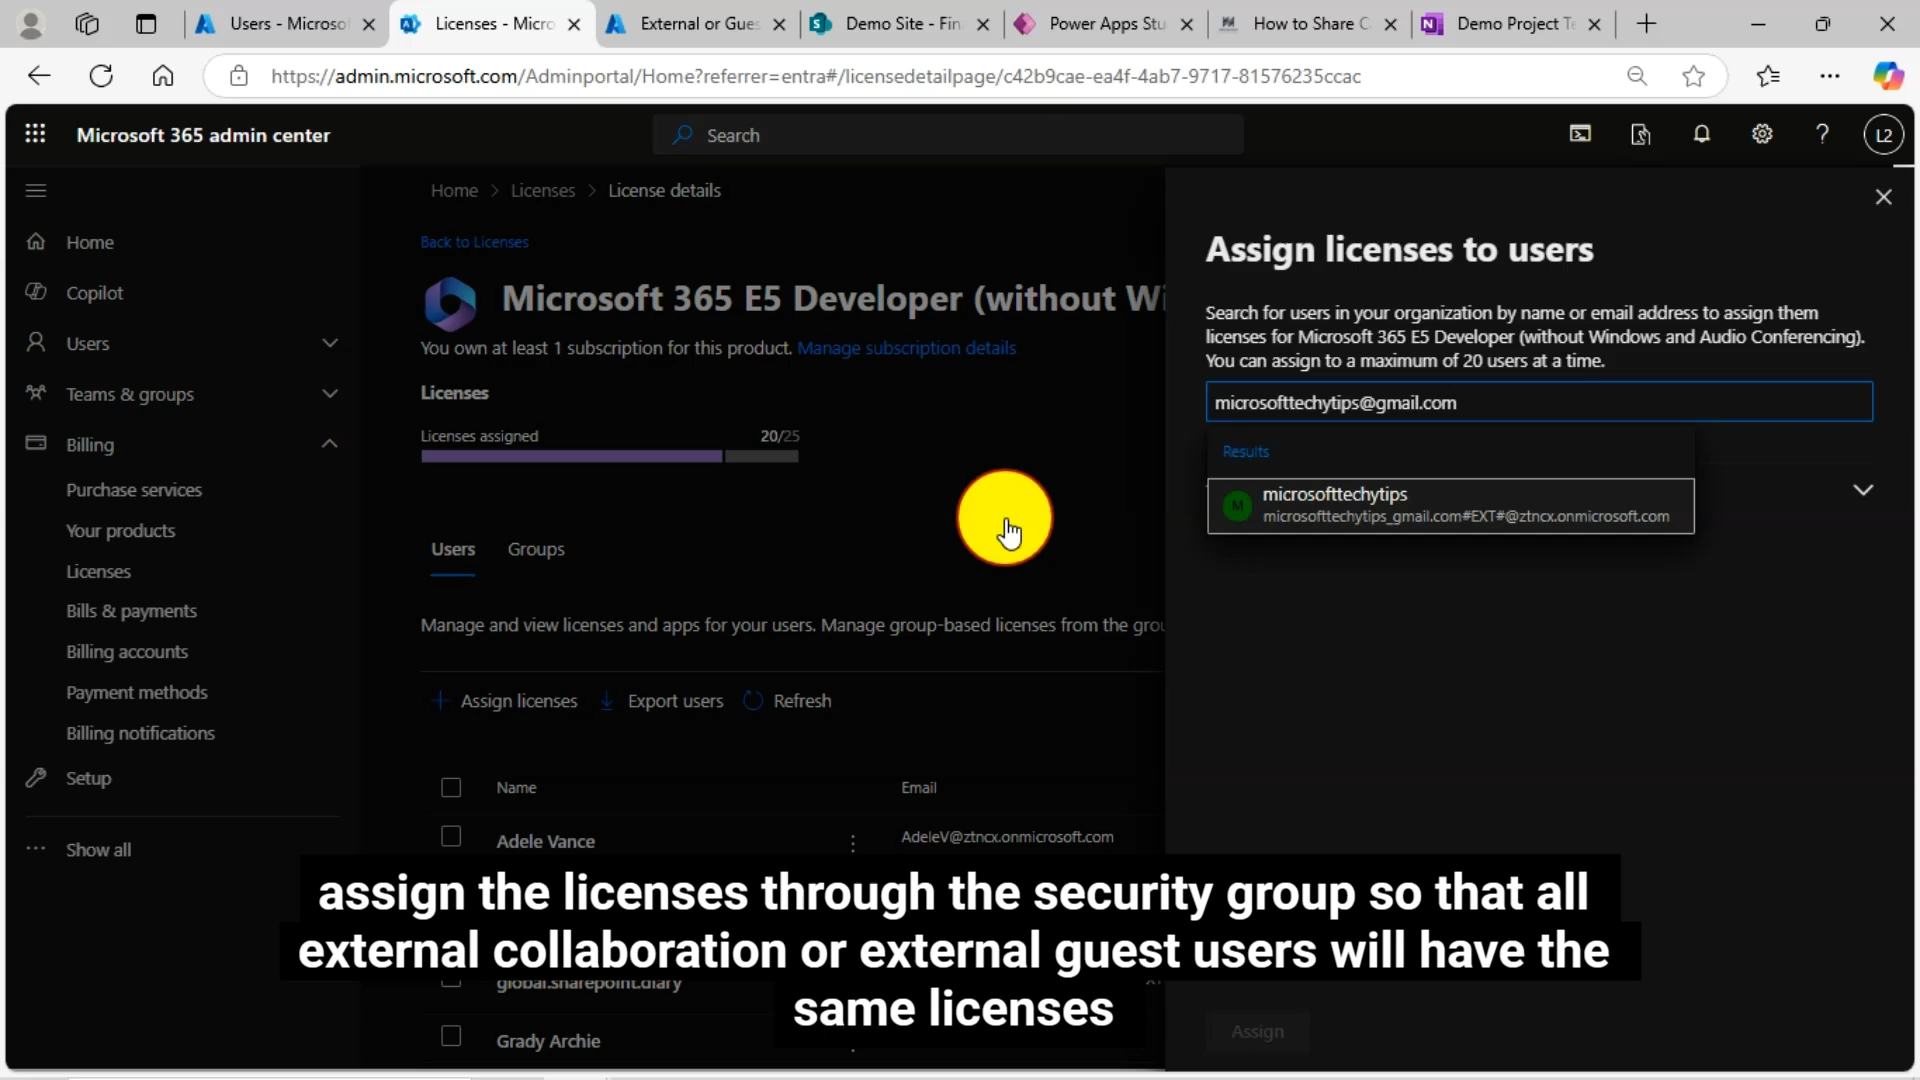 Users - Microsof
Licenses - Micro
External or Gues
Demo Site - Fin
Power Apps Stu
How to Share C
Demo Project Te
https://admin.microsoft.com/Adminportal/Home?referrer=entra#/licensedetailpage/c42b9cae-ea4f-4ab7-9717-81576235ccac
Microsoft 365 admin center
Search
L2
Home > Licenses > License details
Home
Copilot
Users
Teams & groups
Billing
Purchase services
Your products
Licenses
Bills & payments
Billing accounts
Payment methods
Billing notifications
Setup
Show all
Back to Licenses
Microsoft 365 E5 Developer (without Wi
You own at least 1 subscription for this product. Manage subscription details
Licenses
Licenses assigned 20/25
Users Groups
Manage and view licenses and apps for your users. Manage group-based licenses from the grou
Assign licenses Export users Refresh
Name Email
Adele Vance AdeleV@ztncx.onmicrosoft.com
global.sharepoint.diary
Grady Archie
Assign licenses to users
Search for users in your organization by name or email address to assign them
licenses for Microsoft 365 E5 Developer (without Windows and Audio Conferencing).
You can assign to a maximum of 20 users at a time.
microsofttechytips@gmail.com
Results
M
microsofttechytips
microsofttechytips_gmail.com#EXT#@ztncx.onmicrosoft.com
Assign
assign the licenses through the security group so that all
external collaboration or external guest users will have the
same licenses